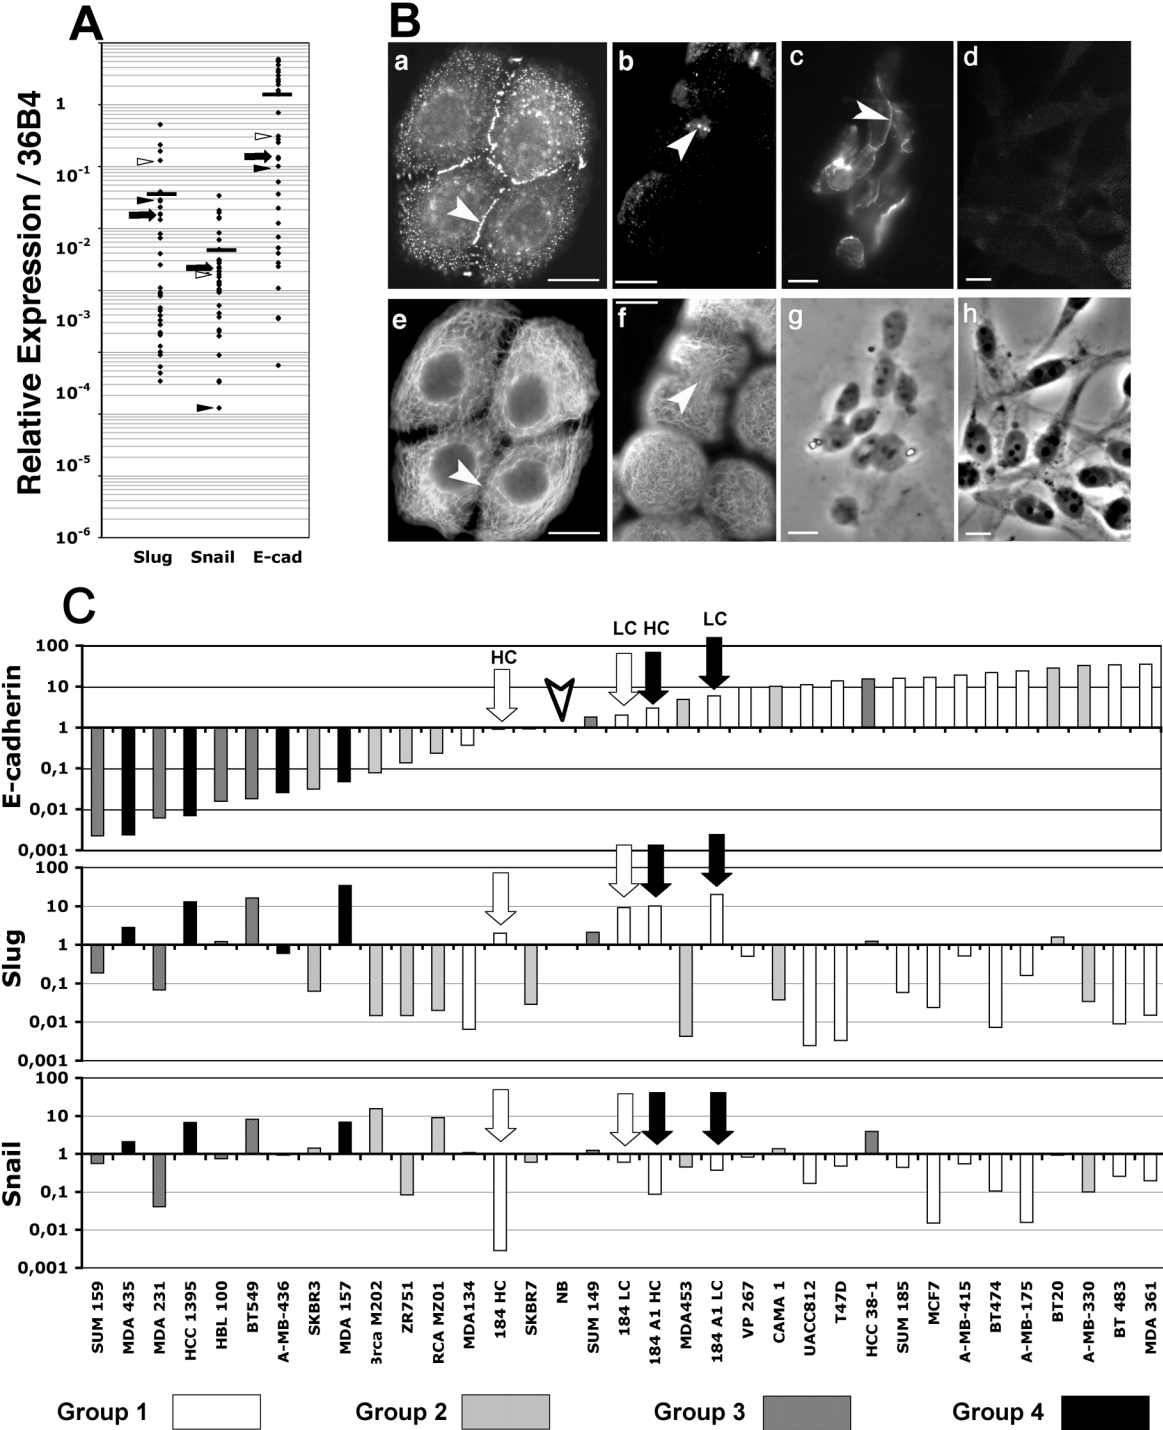 A
B
Relative Expression / 36B4
1
10-1
10-2
10-3
10-4
10-5
10-6
Slug Snail E-cad
a b c d
e f g h
C
E-cadherin
100
10
1
0,1
0,01
0,001
HC LC HC LC
Slug
100
10
1
0,1
0,01
0,001
Snail
100
10
1
0,1
0,01
0,001
SUM 159
MDA 435
MDA 231
HCC 1395
HBL 100
BT549
A-MB-436
SKBR3
MDA 157
Brca M202
ZR751
RCA MZ01
MDA134
184 HC
SKBR7
NB
SUM 149
184 LC
184 A1 HC
MDA453
184 A1 LC
VP 267
CAMA 1
UACC812
T47D
HCC 38-1
SUM 185
MCF7
A-MB-415
BT474
A-MB-175
BT20
A-MB-330
BT 483
MDA 361
Group 1 Group 2 Group 3 Group 4